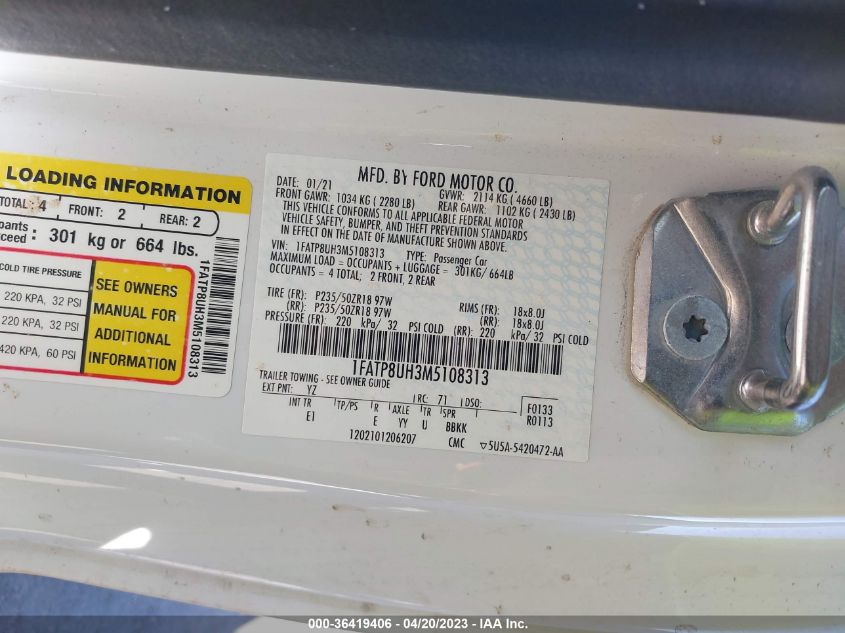 LOADING INFORMATION
TOTAL: 4 FRONT: 2 REAR: 2
pants
ceed: 301 kg or 664 lbs.
COLD TIRE PRESSURE
220 KPA, 32 PSI
220 KPA, 32 PSI
420 KPA, 60 PSI
SEE OWNERS
MANUAL FOR
ADDITIONAL
INFORMATION
1FATP8UH3M5108313
MFD. BY FORD MOTOR CO.
DATE: 01/21 GVWR: 2114 KG ( 4660 LB)
FRONT GAWR: 1034 KG ( 2280 LB) REAR GAWR: 1102 KG ( 2430 LB)
THIS VEHICLE CONFORMS TO ALL APPLICABLE FEDERAL MOTOR
VEHICLE SAFETY, BUMPER, AND THEFT PREVENTION STANDARDS
IN EFFECT ON THE DATE OF MANUFACTURE SHOWN ABOVE.
VIN: 1FATP8UH3M5108313 TYPE: Passenger Car
MAXIMUM LOAD = OCCUPANTS + LUGGAGE = 301KG/ 664LB
OCCUPANTS = 4 TOTAL; 2 FRONT, 2 REAR
TIRE (FR): P235/50ZR18 97W RIMS (FR): 18x8.0J
(RR): P235/50ZR18 97W (RR): 18x8.0J
PRESSURE (FR): 220 kPa/ 32 PSI COLD (RR): 220 kPa/ 32 PSI COLD
1FATP8UH3M5108313
TRAILER TOWING - SEE OWNER GUIDE
EXT PNT: YZ RC: 71 DSO: F0133
INT TR TP/PS R AXLE TR SPR R0113
EI E YY U BBKK
1202101206207 CMC ▽5U5A-5420472-AA
000-36419406 - 04/20/2023 - IAA Inc.